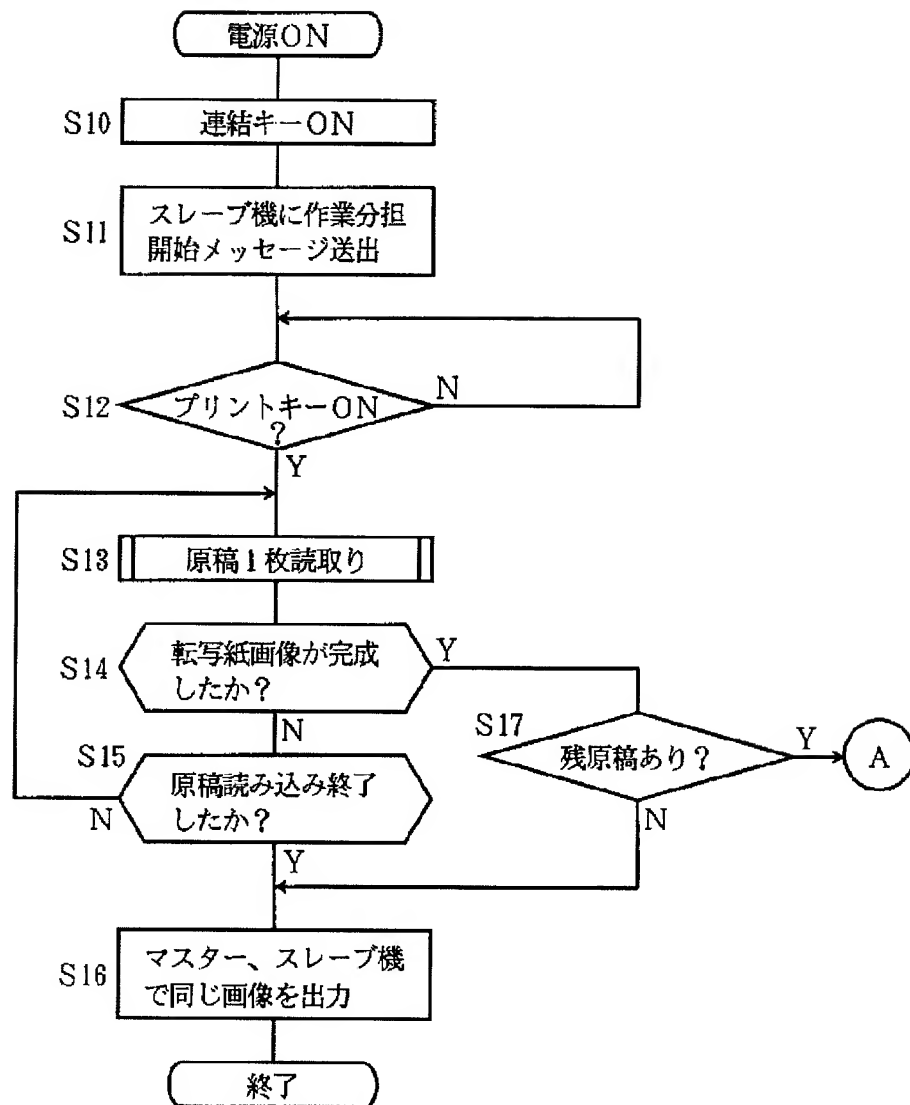 電源ON
S10
連結キーON
S11
スレーブ機に作業分担
開始メッセージ送出
S12
プリントキーON
?
N
Y
S13
原稿1枚読取り
S14
転写紙画像が完成
したか?
Y
N
S17
残原稿あり?
Y
A
N
S15
原稿読み込み終了
したか?
N
Y
S16
マスター、スレーブ機
で同じ画像を出力
終了